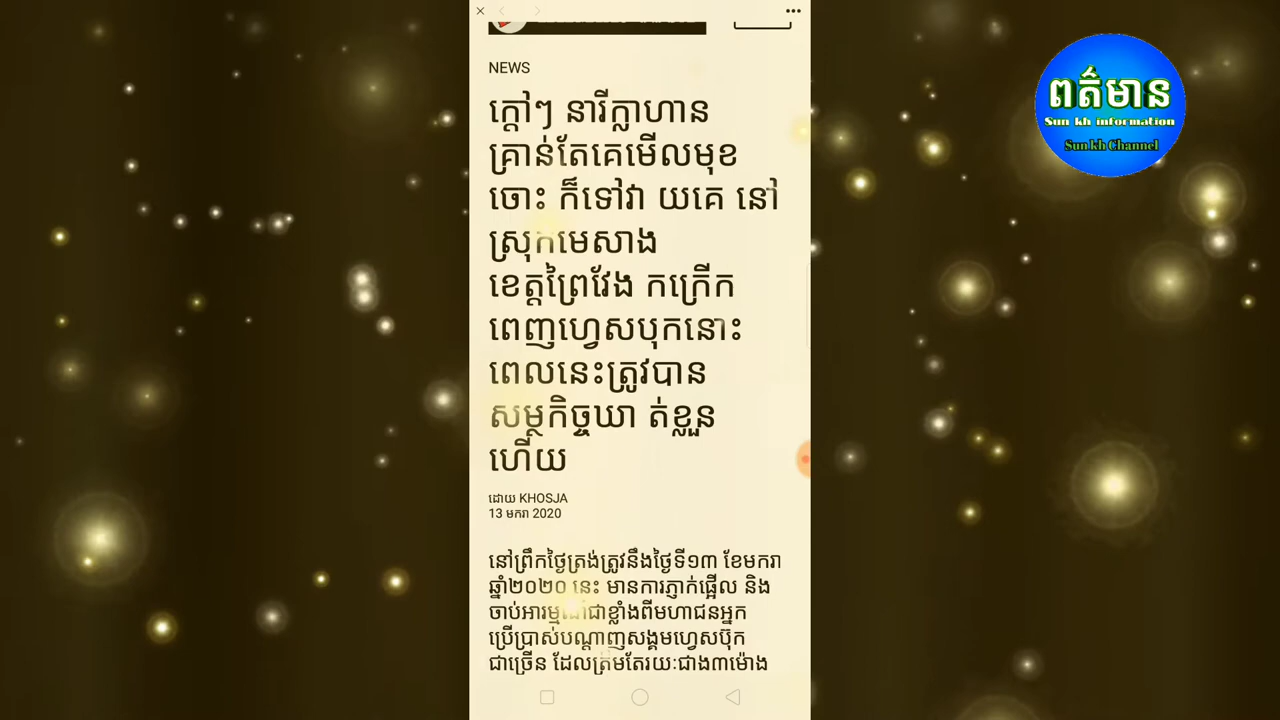 NEWS
ក្ដៅៗ នារីក្លាហាន
គ្រាន់តែគេមើលមុខ
ចោះ ក៏ទៅវា យគេ នៅ
ស្រុកមេសាង
ខេត្តព្រៃវែង កក្រើក
ពេញហ្វេសបុកនោះ
ពេលនេះត្រូវបាន
សម្ថកិច្ចឃា ត់ខ្លួន
ហើយ
ដោយ KHOSJA
13 មករា 2020
នៅព្រឹកថ្ងៃត្រង់ត្រូវនឹងថ្ងៃទី១៣ ខែមករា
ឆ្នាំ២០២០ នេះ មានការភ្ញាក់ផ្អើល និង
ចាប់អារម្មណ៍ជាខ្លាំងពីមហាជនអ្នក
ប្រើប្រាស់បណ្ដាញសង្គមហ្វេសប៊ុក
ជាច្រើន ដែលត្រឹមតែរយៈជាង៣ម៉ោង
ពត៌មាន
Sun kh information
Sun kh Channel